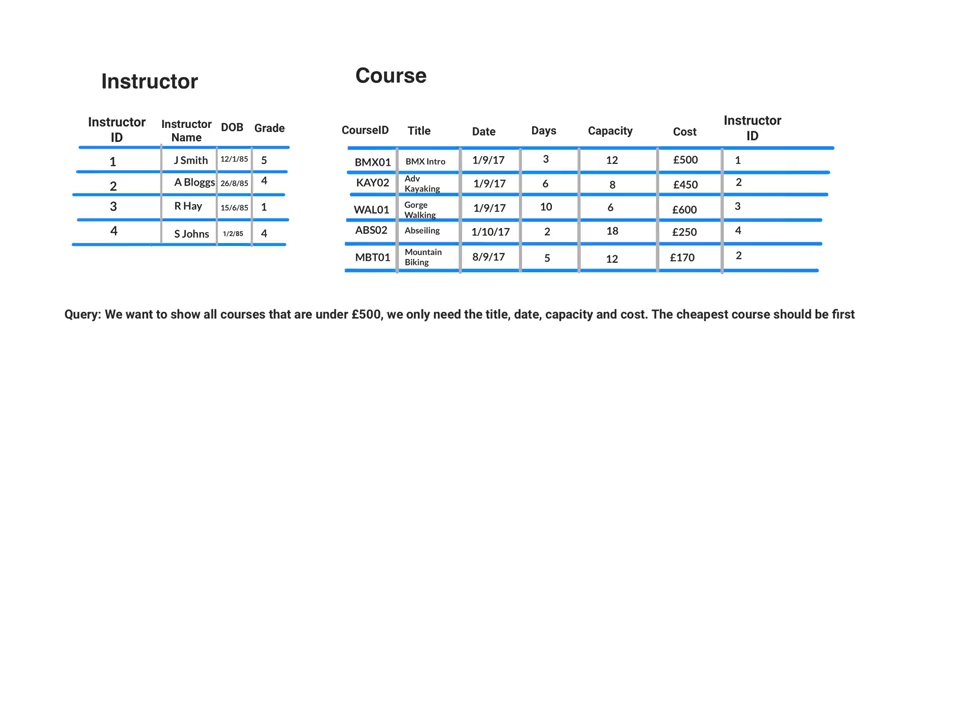 Instructor
Course
Instructor ID Instructor Name DOB Grade
1 J Smith 12/1/85 5
2 A Bloggs 26/8/85 4
3 R Hay 15/6/85 1
4 S Johns 1/2/85 4
CourseID Title Date Days Capacity Cost Instructor ID
BMX01 BMX Intro 1/9/17 3 12 £500 1
KAY02 Adv Kayaking 1/9/17 6 8 £450 2
WAL01 Gorge Walking 1/9/17 10 6 £600 3
ABS02 Abseiling 1/10/17 2 18 £250 4
MBT01 Mountain Biking 8/9/17 5 12 £170 2
Query: We want to show all courses that are under £500, we only need the title, date, capacity and cost. The cheapest course should be first